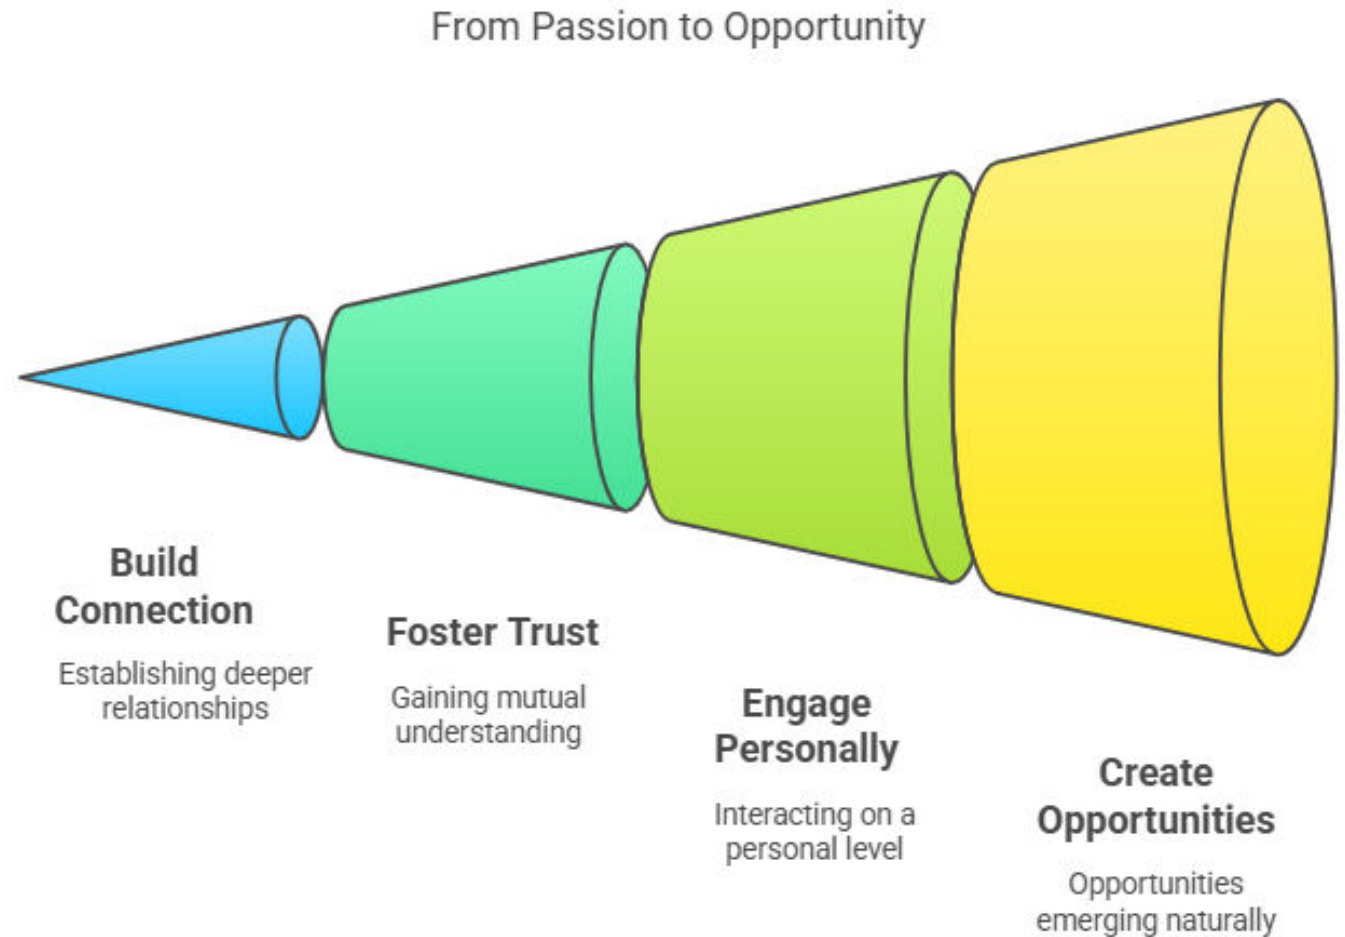 From Passion to Opportunity
Build
Connection
Establishing deeper
relationships
Foster Trust
Gaining mutual
understanding
Engage
Personally
Interacting on a
personal level
Create
Opportunities
Opportunities
emerging naturally